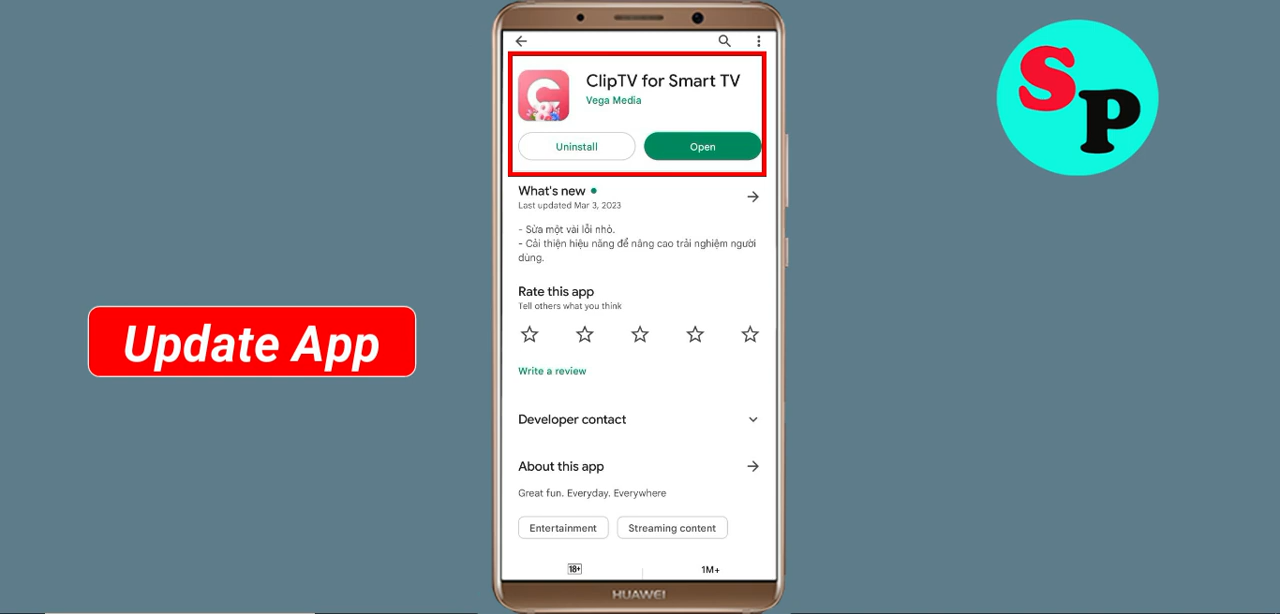 ClipTV for Smart TV
Vega Media
Uninstall
Open
What's new
Last updated Mar 3, 2023
- Sửa một vài lỗi nhỏ.
- Cải thiện hiệu năng để nâng cao trải nghiệm người
dùng.
Rate this app
Tell others what you think
Write a review
Developer contact
About this app
Great fun. Everyday. Everywhere
Entertainment
Streaming content
18+
1M+
HUAWEI
Update App
SP